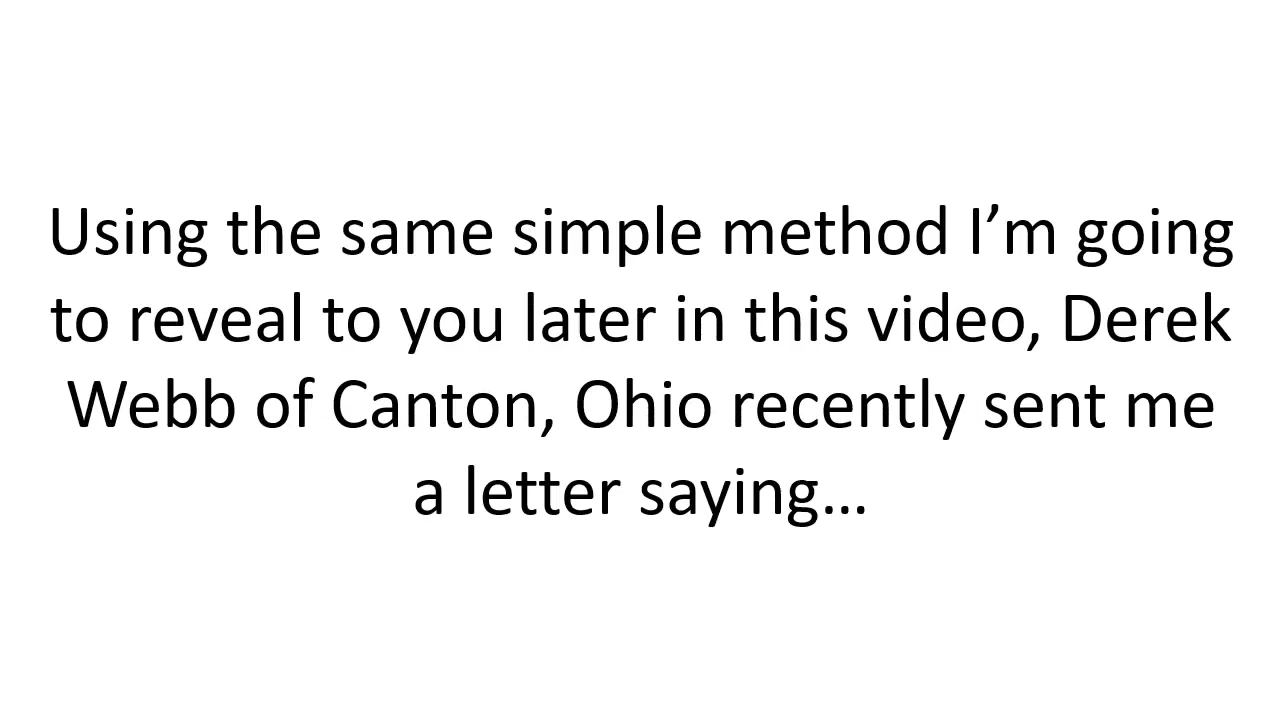 Using the same simple method I’m going
to reveal to you later in this video, Derek
Webb of Canton, Ohio recently sent me
a letter saying…